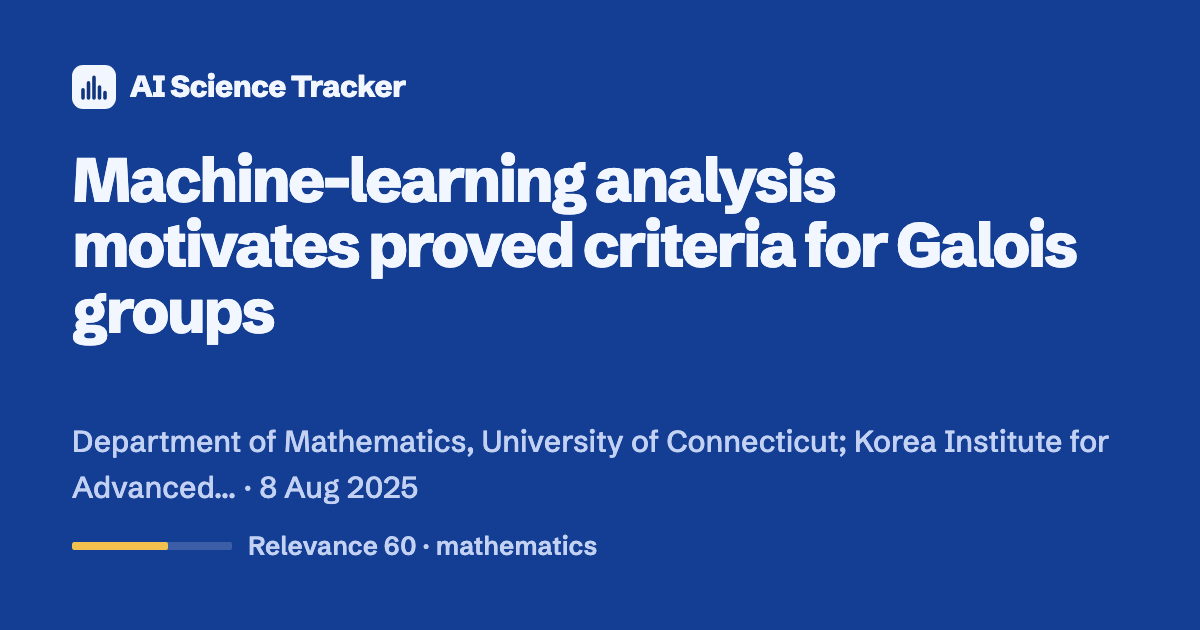 AI Science Tracker
Machine-learning analysis
motivates proved criteria for Galois
groups
Department of Mathematics, University of Connecticut; Korea Institute for
Advanced... · 8 Aug 2025
Relevance 60 · mathematics